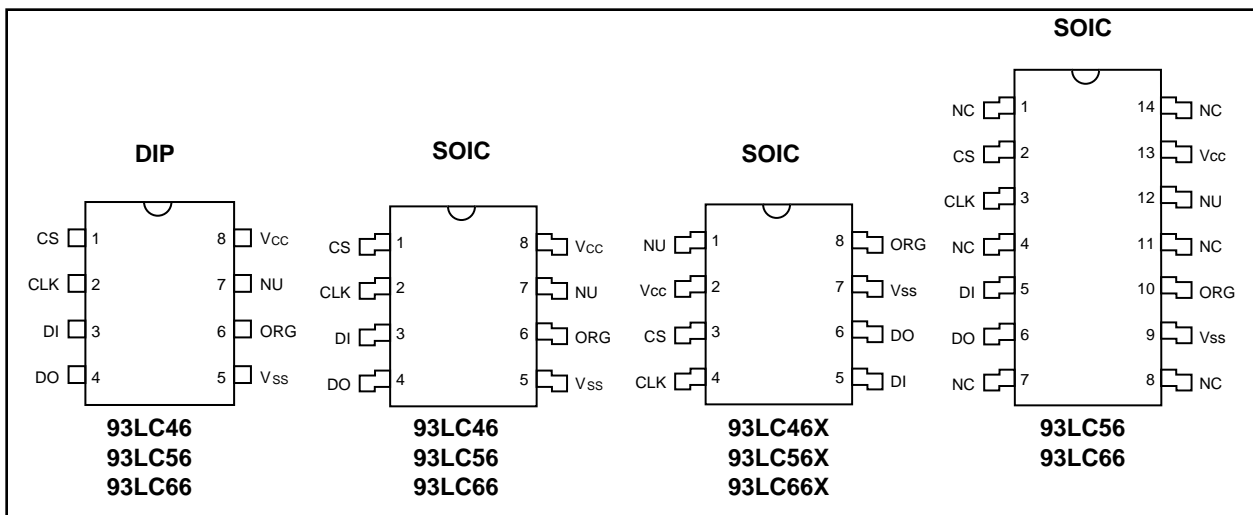 DIP
CS 1 8 VCC
CLK 2 7 NU
DI 3 6 ORG
DO 4 5 VSS
93LC46
93LC56
93LC66
SOIC
CS 1 8 VCC
CLK 2 7 NU
DI 3 6 ORG
DO 4 5 VSS
93LC46
93LC56
93LC66
SOIC
NU 1 8 ORG
VCC 2 7 VSS
CS 3 6 DO
CLK 4 5 DI
93LC46X
93LC56X
93LC66X
SOIC
NC 1 14 NC
CS 2 13 VCC
CLK 3 12 NU
NC 4 11 NC
DI 5 10 ORG
DO 6 9 VSS
NC 7 8 NC
93LC56
93LC66